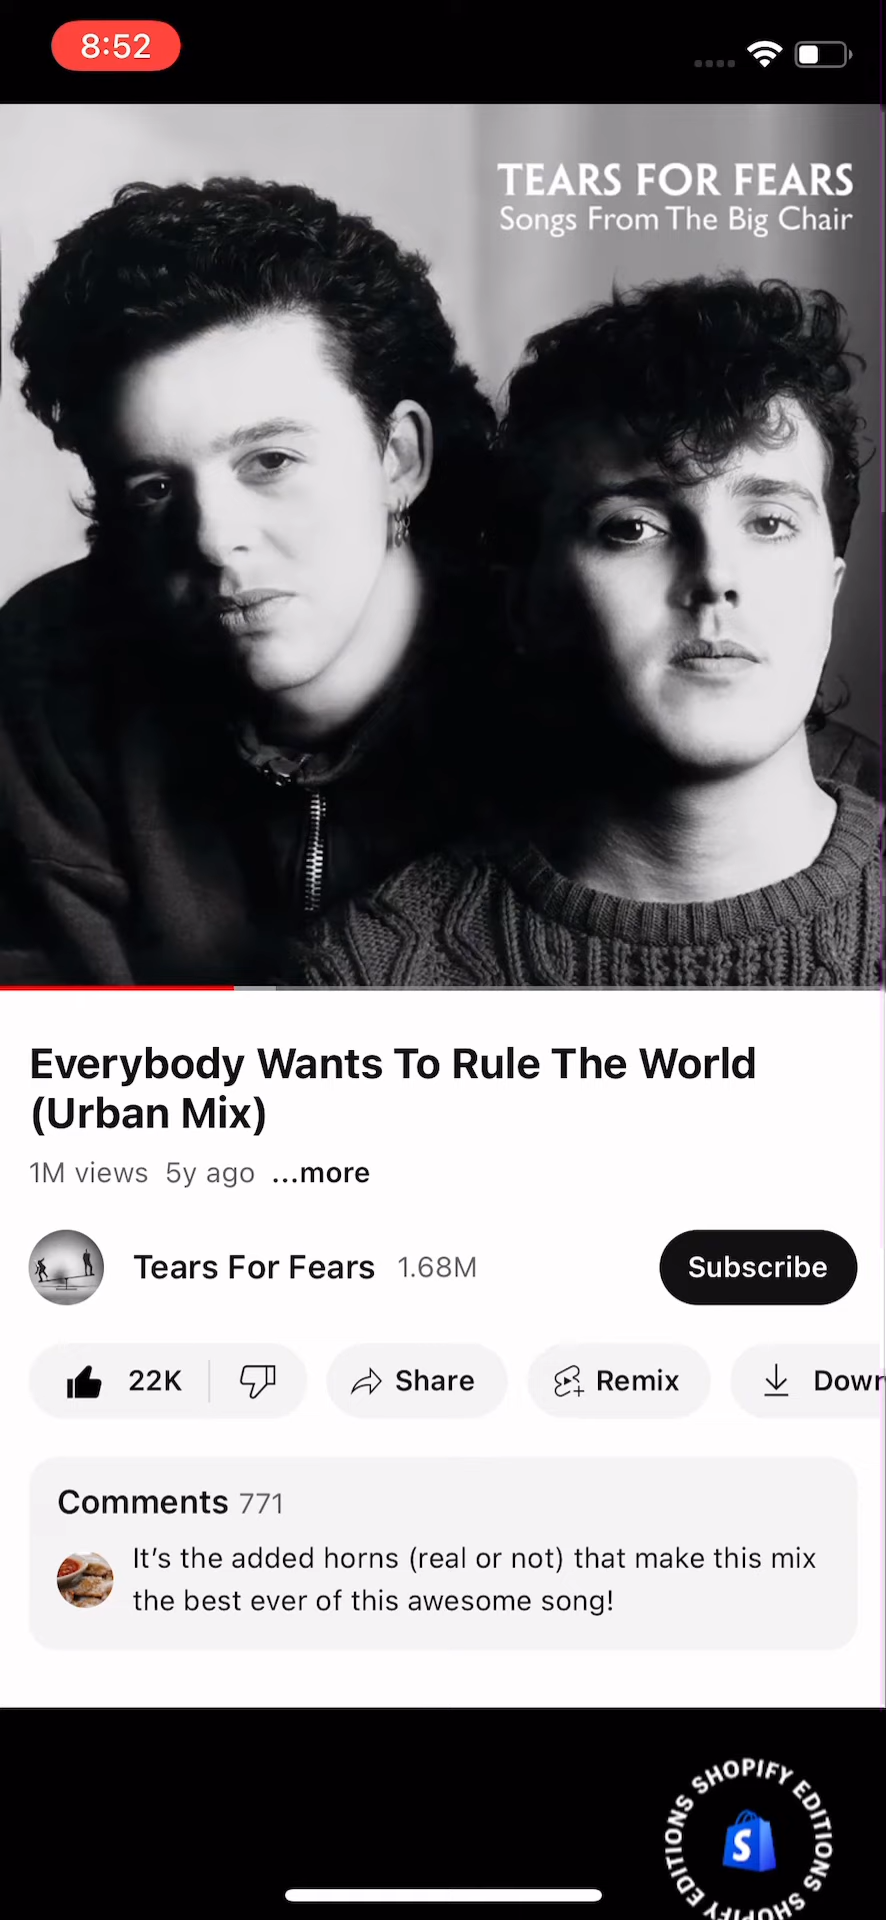 8:52
TEARS FOR FEARS
Songs From The Big Chair
Everybody Wants To Rule The World
(Urban Mix)
1M views 5y ago ...more
Tears For Fears 1.68M
Subscribe
22K
Share
Remix
Comments 771
It’s the added horns (real or not) that make this mix
the best ever of this awesome song!
SHOPIFY EDITIONS SHOPIFY EDITIONS
S